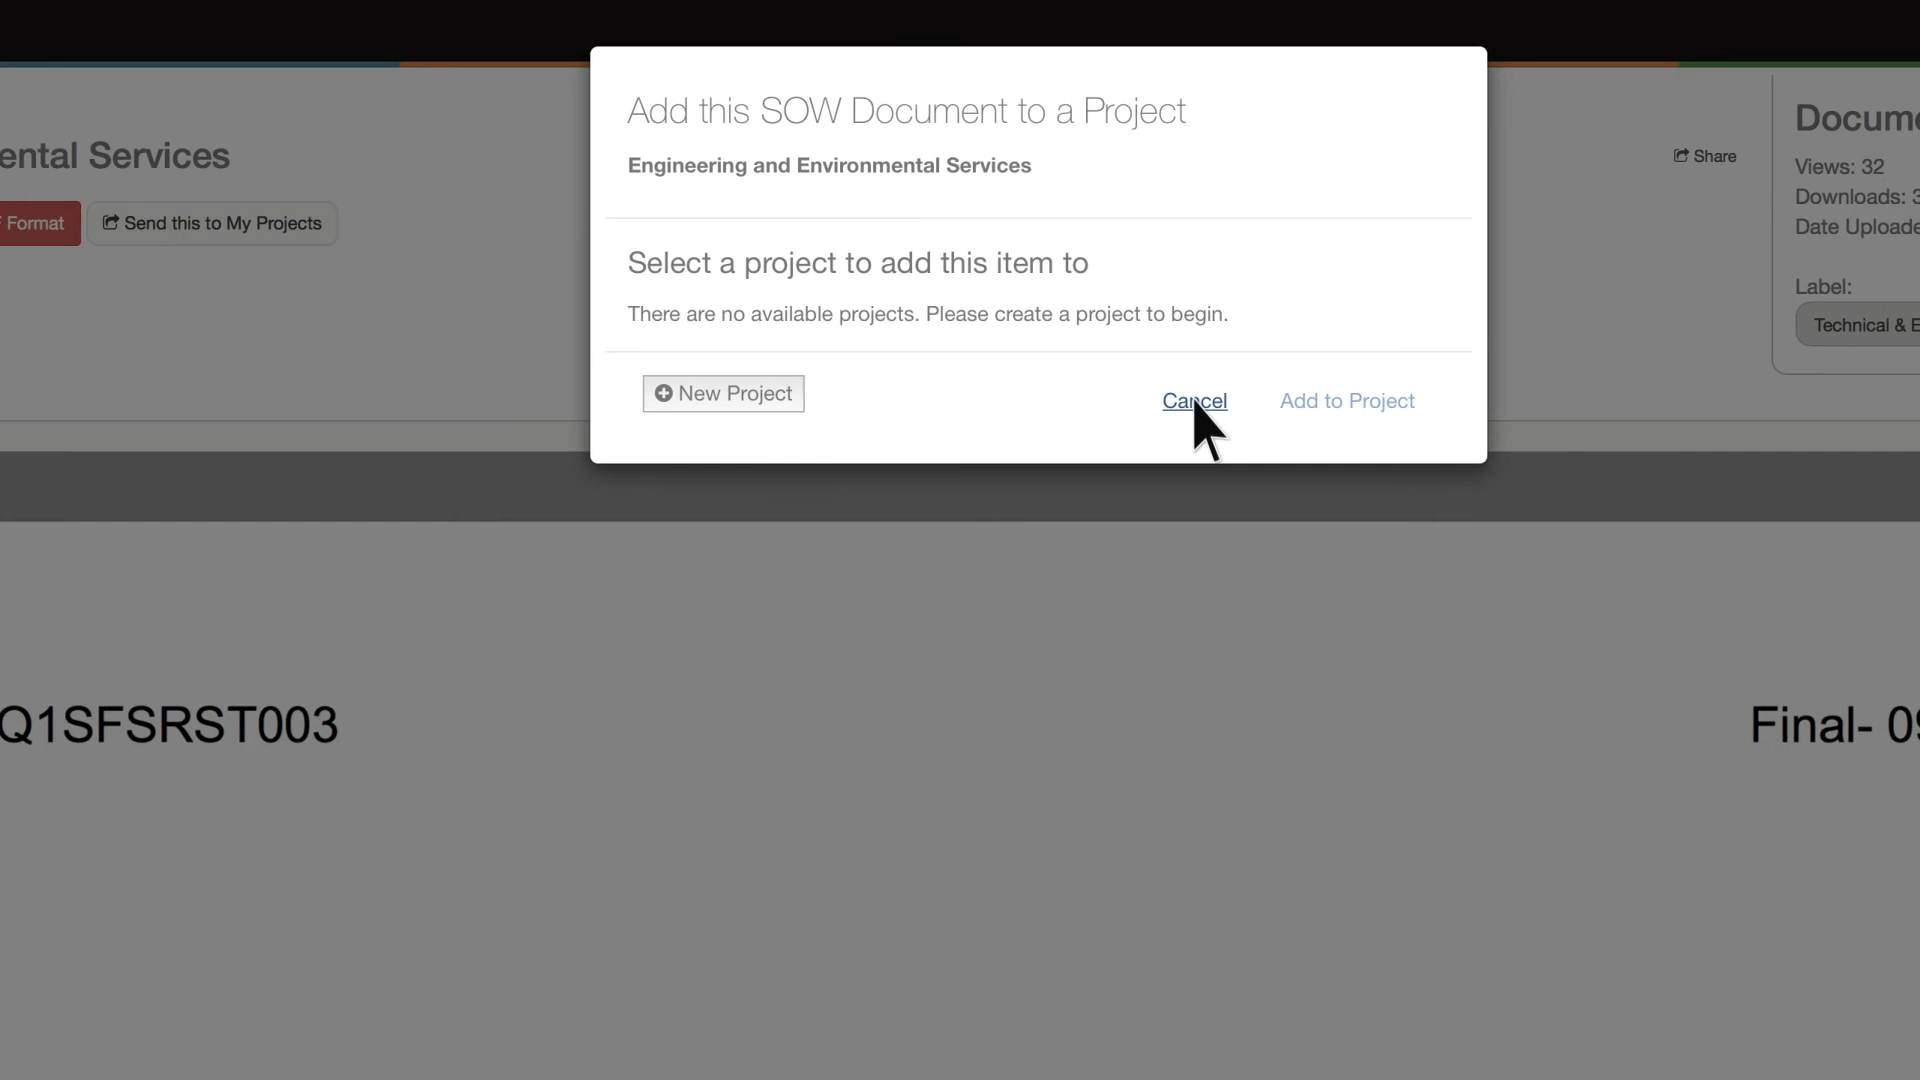 Add this SOW Document to a Project
Engineering and Environmental Services
Select a project to add this item to
There are no available projects. Please create a project to begin.
New Project
Cancel
Add to Project
ental Services
Format
Send this to My Projects
Share
Docume
Views: 32
Downloads: 3
Date Uploade
Label:
Technical & E
Q1SFSRST003
Final- 09